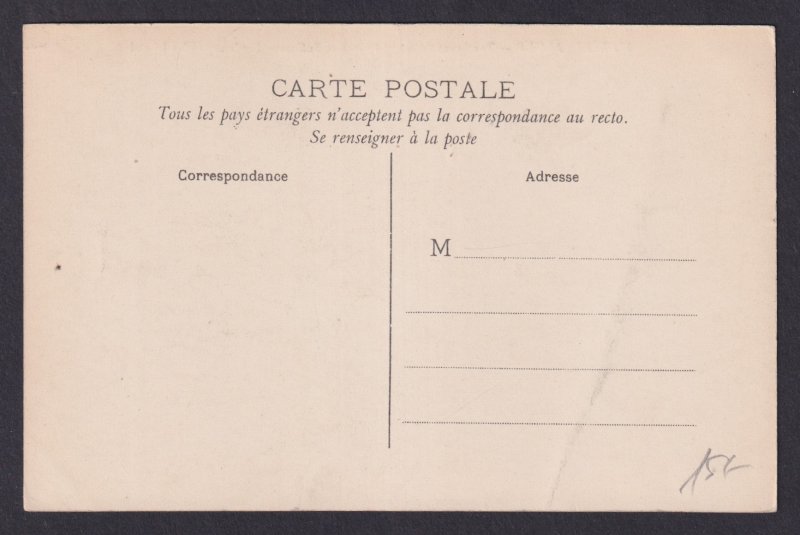 CARTE POSTALE
Tous les pays étrangers n'acceptent pas la correspondance au recto.
Se renseigner à la poste
Correspondance
Adresse
M